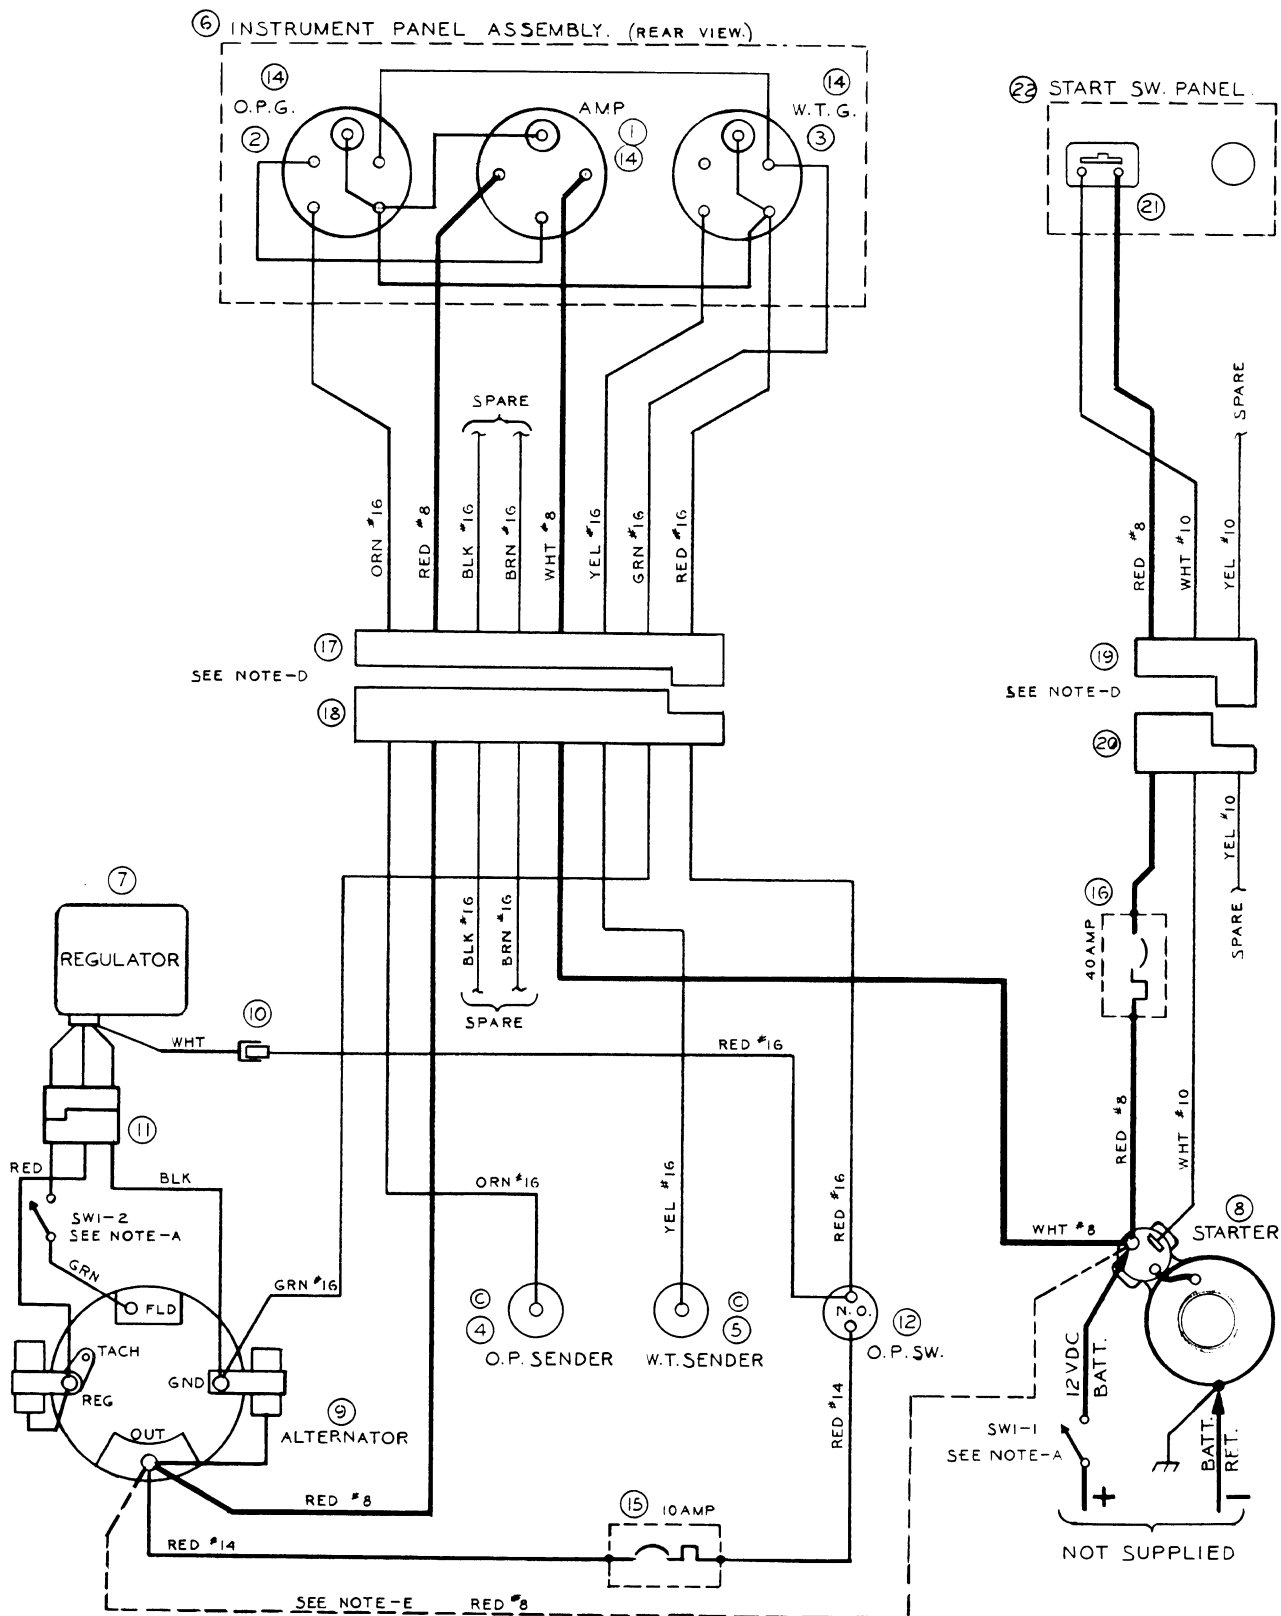 6 INSTRUMENT PANEL ASSEMBLY. (REAR VIEW.)
14
O.P.G.
2
AMP
1
14
14
W.T.G.
3
22 START SW. PANEL.
21
SPARE
SPARE
ORN #16
RED #8
BLK #16
BRN #16
WHT #8
YEL #16
GRN #16
RED #16
RED #8
WHT #10
YEL #10
17
SEE NOTE-D
18
19
SEE NOTE-D
20
YEL #10
SPARE
7
REGULATOR
BLK #16
BRN #16
SPARE
16
40 AMP
10
WHT
RED #16
11
RED
BLK
SW1-2
SEE NOTE-A
GRN
ORN #16
YEL #16
RED #16
RED #8
WHT #10
WHT #8
8
STARTER
GRN #16
FLD
TACH
REG
GND
OUT
9
ALTERNATOR
C
4
O.P. SENDER
C
5
W.T. SENDER
N.O.
12
O.P. SW.
RED #14
12 VDC
BATT.
SW1-1
SEE NOTE-A
BATT.
RET.
+
−
NOT SUPPLIED
RED #8
RED #14
15
10 AMP
SEE NOTE-E
RED #8